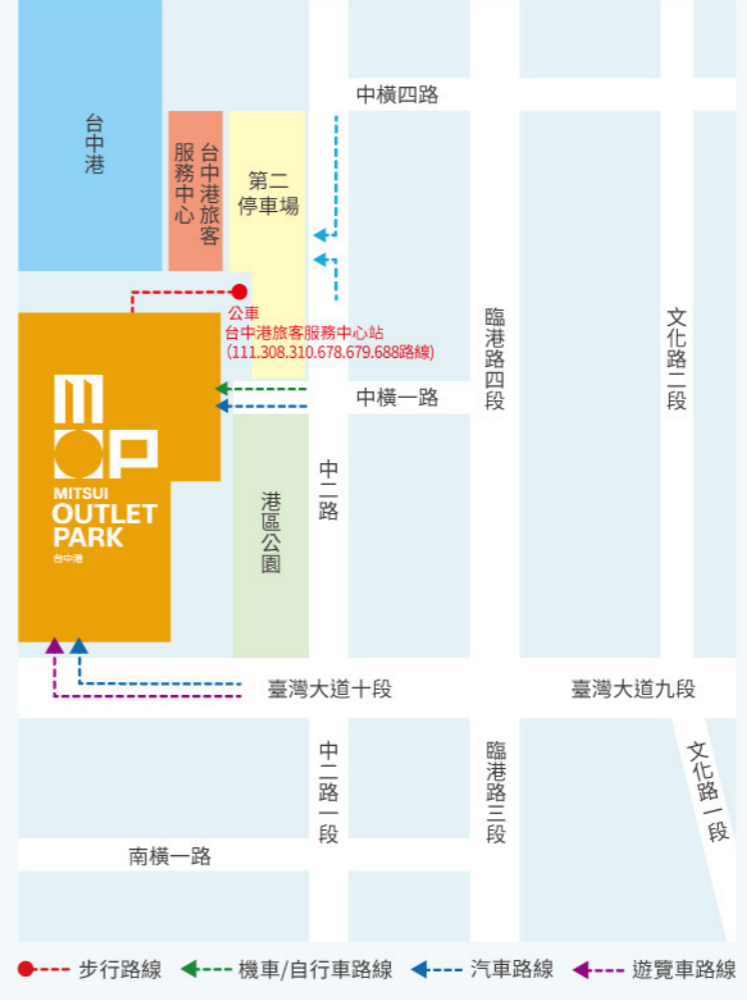 中橫四路
台中港
台中港旅客
服務中心
第二
停車場
公車
台中港旅客服務中心站
(111.308.310.678.679.688路線)
臨港路四段
文化路二段
中橫一路
MOP
MITSUI
OUTLET
PARK
台中港
中二路
港區公園
臺灣大道十段
臺灣大道九段
中二路一段
臨港路三段
文化路一段
南橫一路
步行路線
機車/自行車路線
汽車路線
遊覽車路線